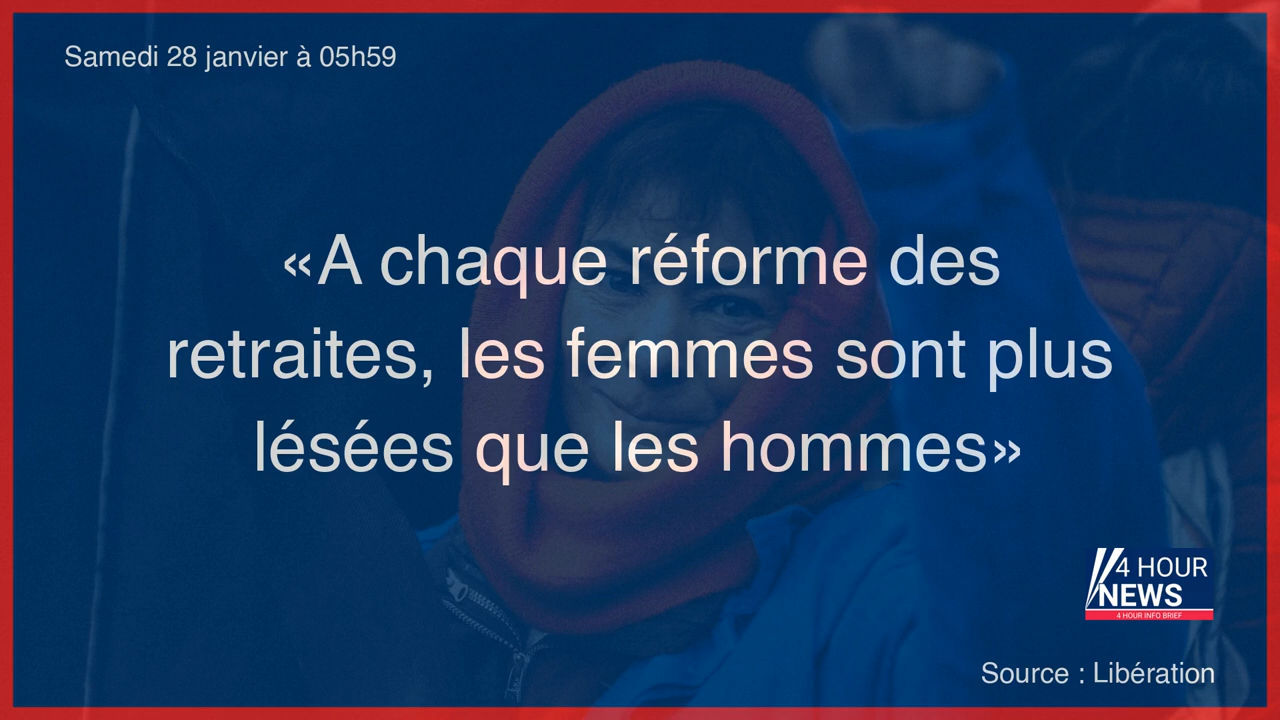 Samedi 28 janvier à 05h59
«A chaque réforme des
retraites, les femmes sont plus
lésées que les hommes»
4 HOUR
NEWS
4 HOUR INFO BRIEF
Source : Libération